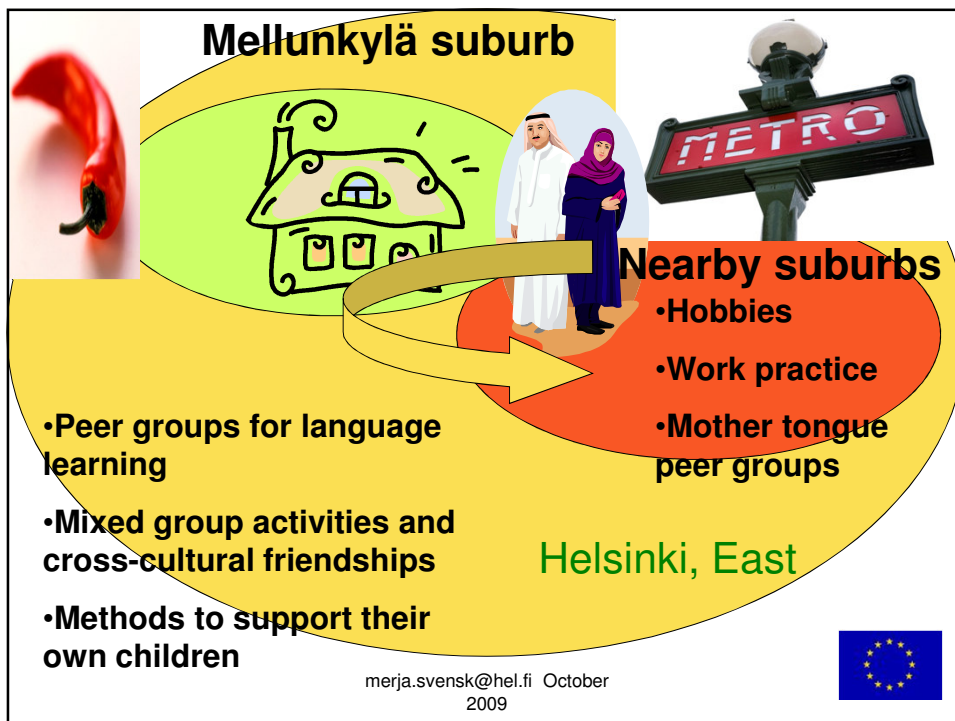 Mellunkylä suburb
METRO
Nearby suburbs
•Hobbies
•Work practice
•Mother tongue
peer groups
•Peer groups for language
learning
•Mixed group activities and
cross-cultural friendships
•Methods to support their
own children
Helsinki, East
merja.svensk@hel.fi October
2009